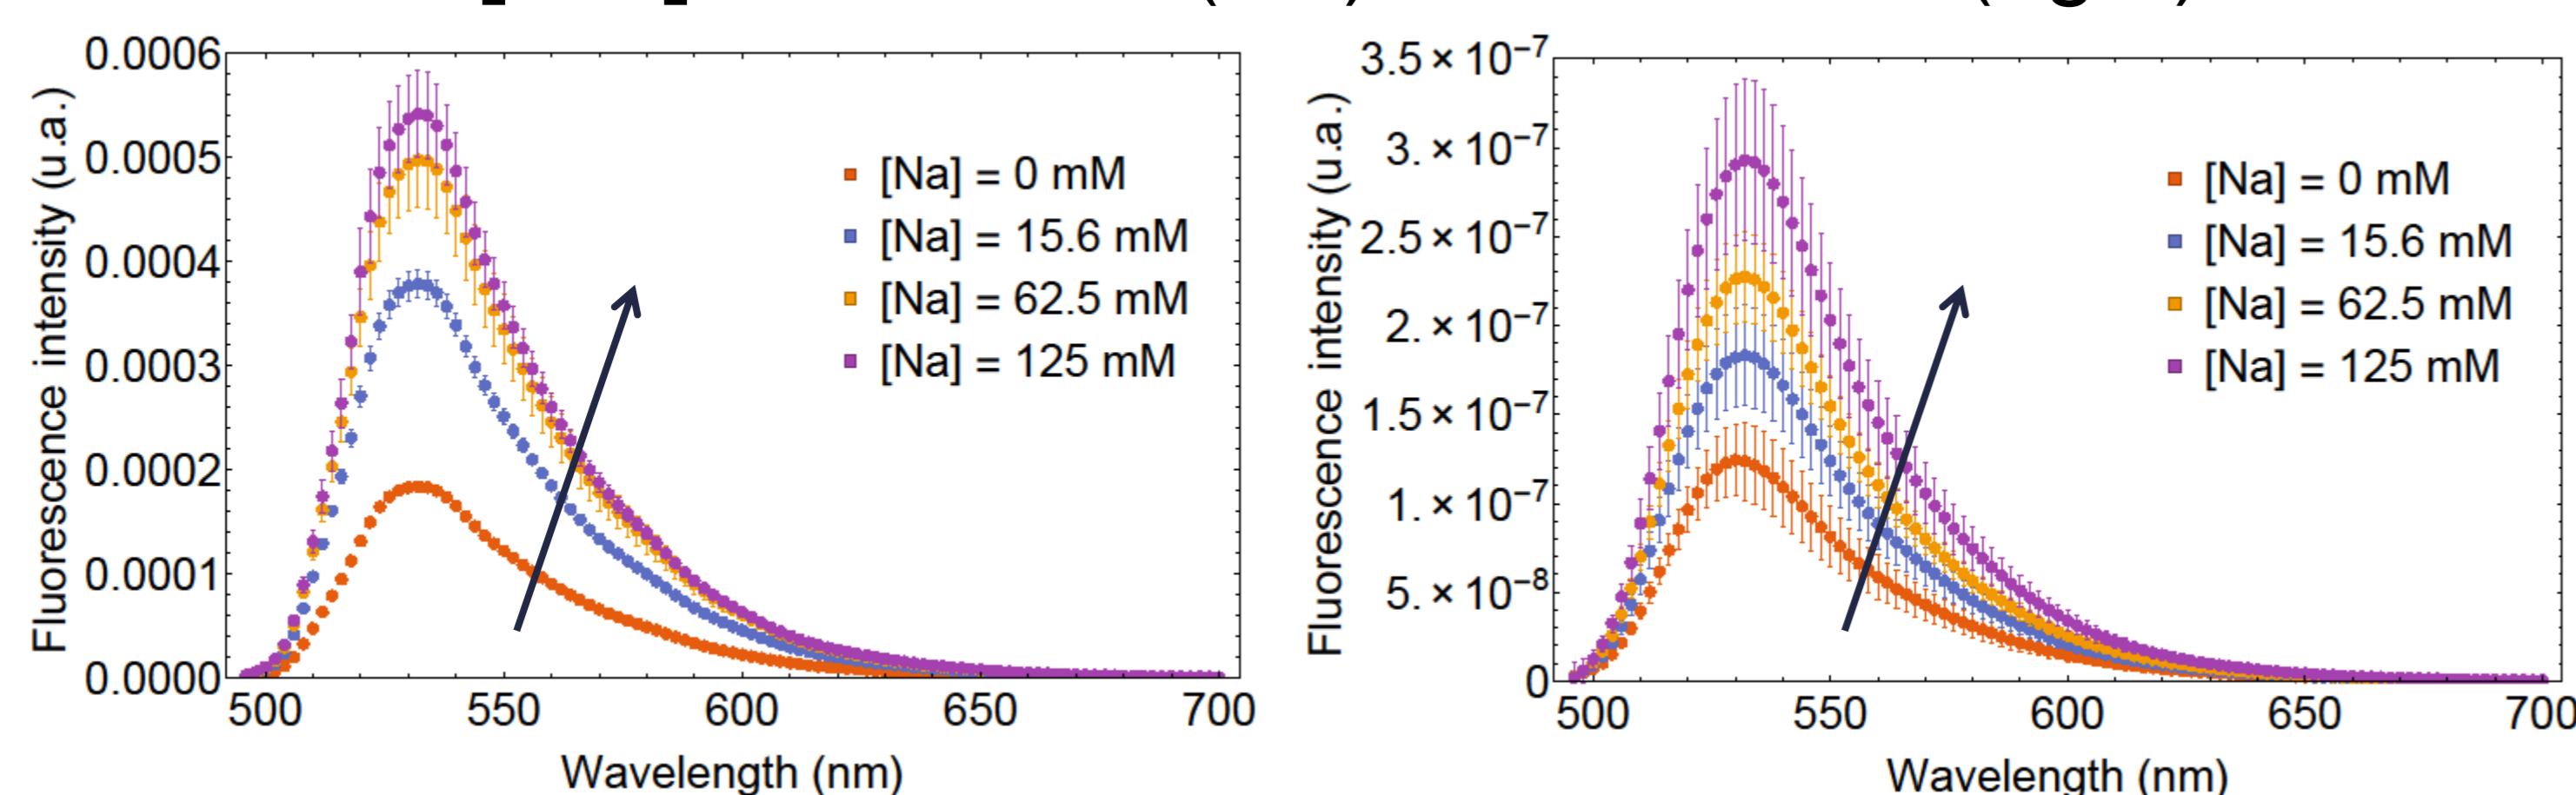 Fluorescence intensity (u.a.)
0.0006
0.0005
0.0004
0.0003
0.0002
0.0001
0.0000
500 550 600 650 700
Wavelength (nm)
[Na] = 0 mM
[Na] = 15.6 mM
[Na] = 62.5 mM
[Na] = 125 mM
Fluorescence intensity (u.a.)
3.5×10⁻⁷
3.×10⁻⁷
2.5×10⁻⁷
2.×10⁻⁷
1.5×10⁻⁷
1.×10⁻⁷
5.×10⁻⁸
0
500 550 600 650 700
Wavelength (nm)
[Na] = 0 mM
[Na] = 15.6 mM
[Na] = 62.5 mM
[Na] = 125 mM